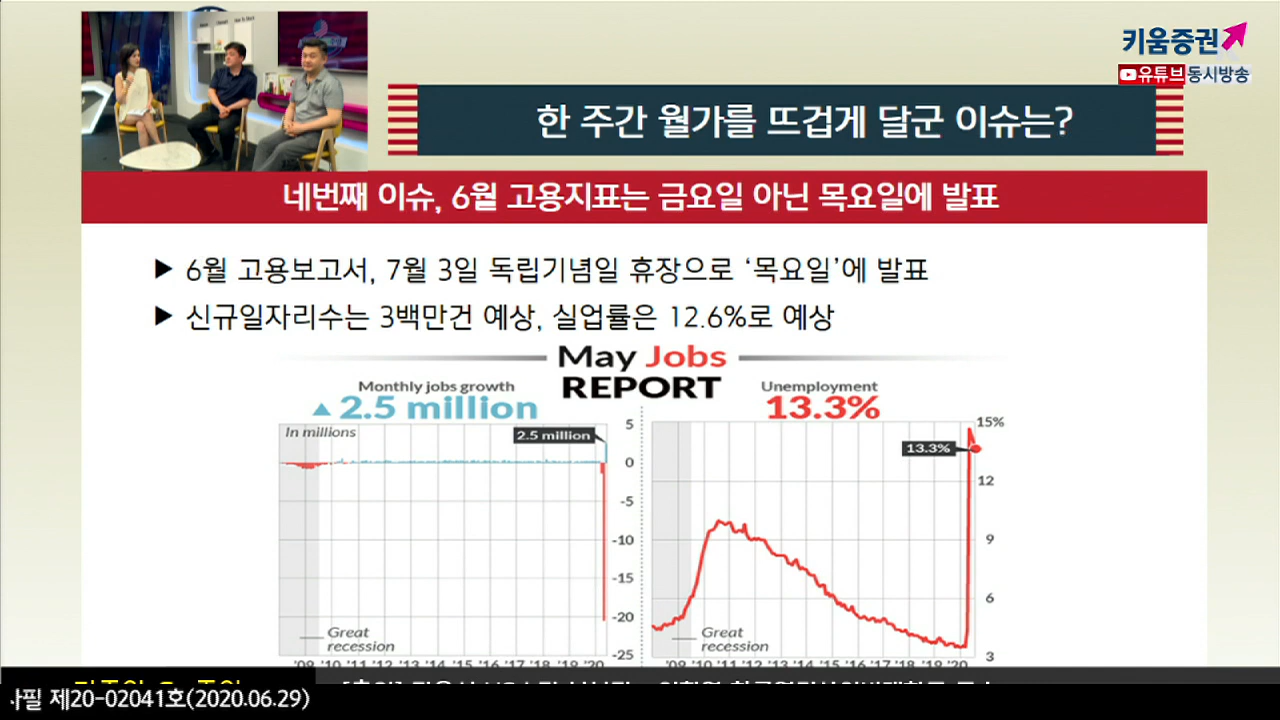 키움증권
유튜브 동시방송
한 주간 월가를 뜨겁게 달군 이슈는?
네번째 이슈, 6월 고용지표는 금요일 아닌 목요일에 발표
▶ 6월 고용보고서, 7월 3일 독립기념일 휴장으로 ‘목요일’에 발표
▶ 신규일자리수는 3백만건 예상, 실업률은 12.6%로 예상
May Jobs
REPORT
Monthly jobs growth
▲ 2.5 million
In millions
2.5 million
5
0
-5
-10
-15
-20
-25
Great
recession
'09 '10 '11 '12 '13 '14 '15 '16 '17 '18 '19 '20
Unemployment
13.3%
13.3%
15%
12
9
6
3
Great
recession
'09 '10 '11 '12 '13 '14 '15 '16 '17 '18 '19 '20
필 제20-02041호(2020.06.29)